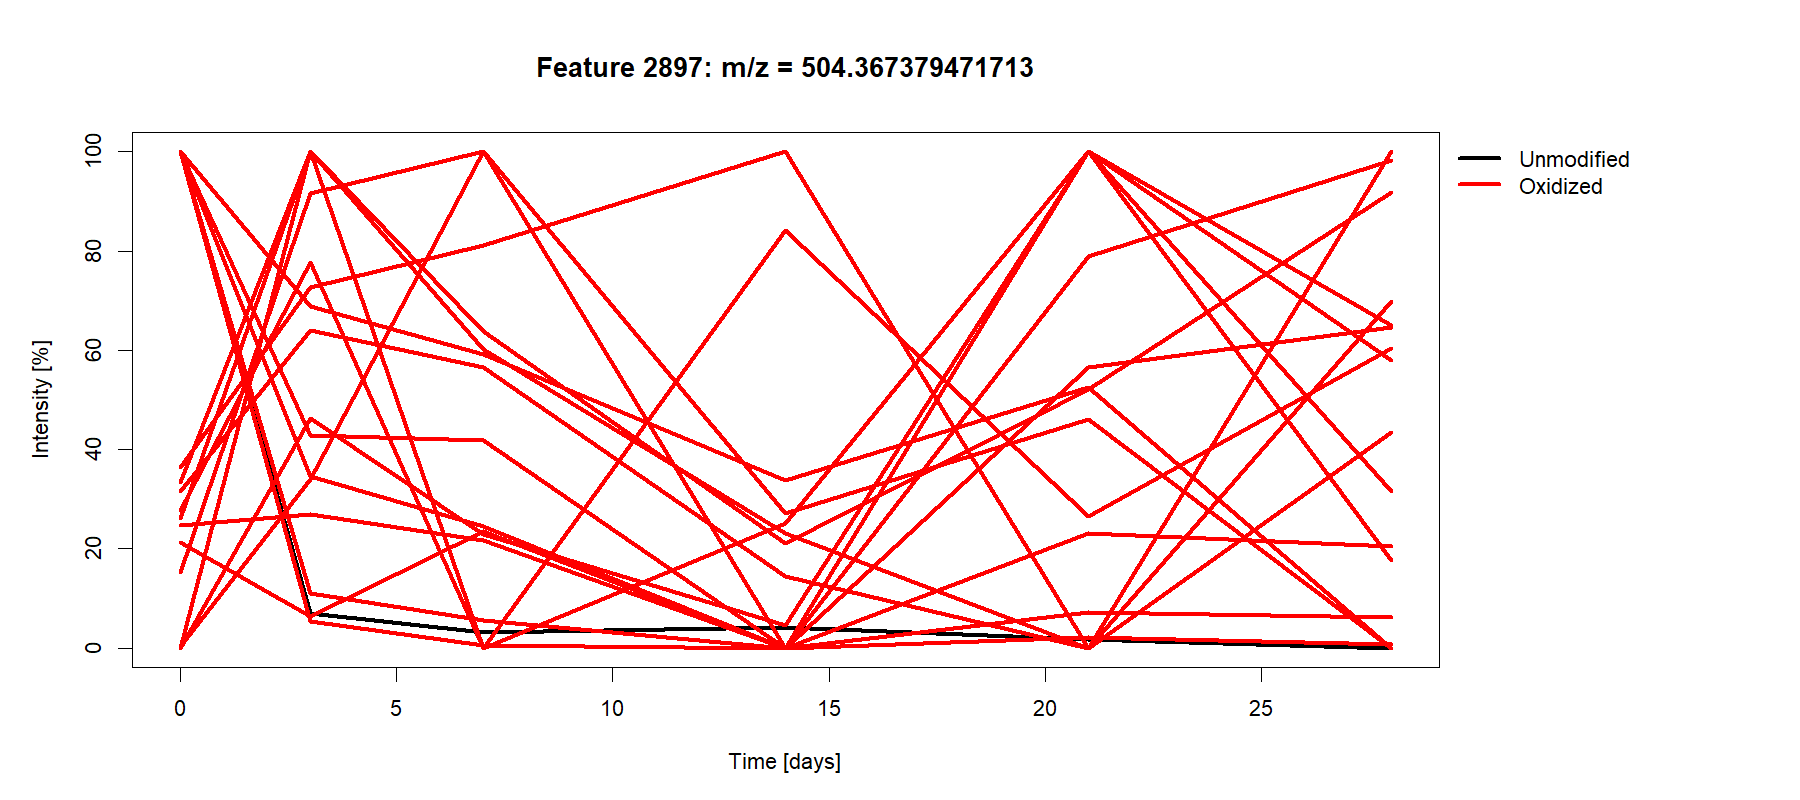 Feature 2897: m/z = 504.367379471713
Unmodified
Oxidized
Intensity [%]
100
80
60
40
20
0
0 5 10 15 20 25
Time [days]